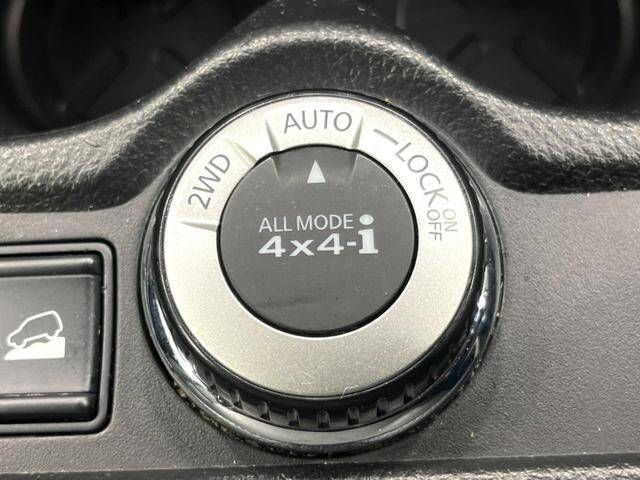 2WD
AUTO
LOCK
ON
OFF
ALL MODE
4x4-i